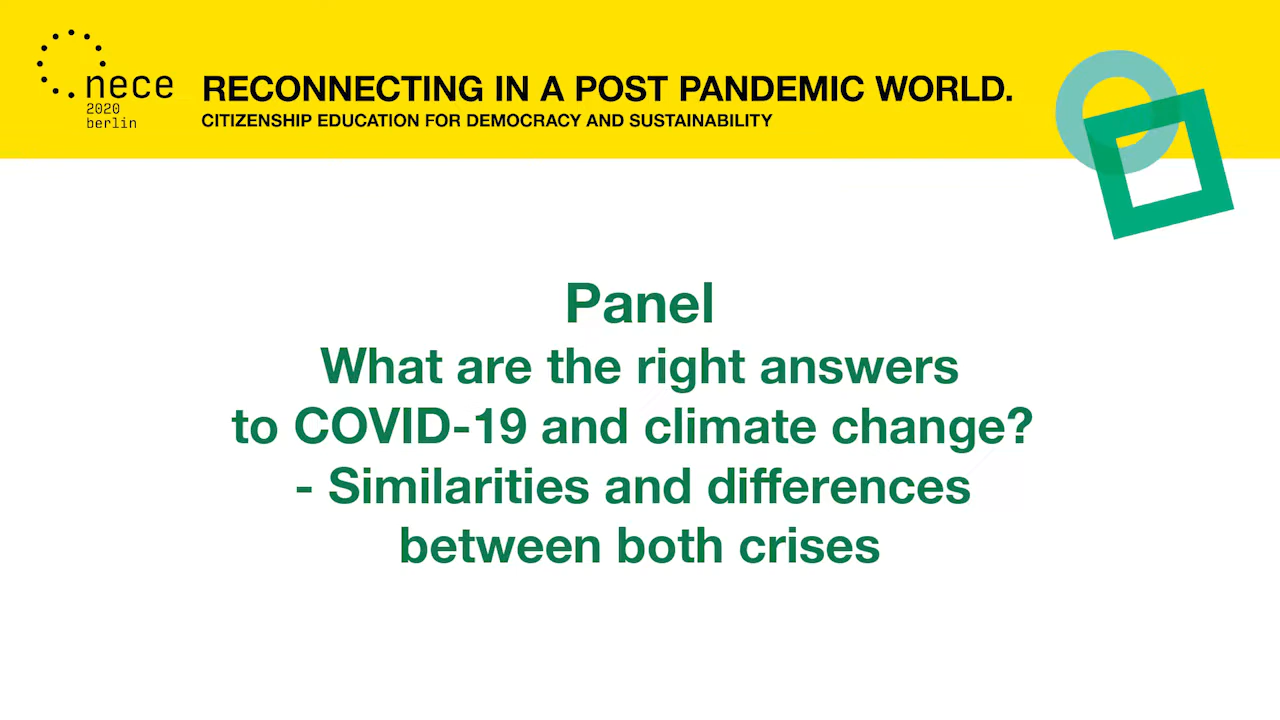 nece
2020
berlin
RECONNECTING IN A POST PANDEMIC WORLD.
CITIZENSHIP EDUCATION FOR DEMOCRACY AND SUSTAINABILITY
Panel
What are the right answers
to COVID-19 and climate change?
- Similarities and differences
between both crises